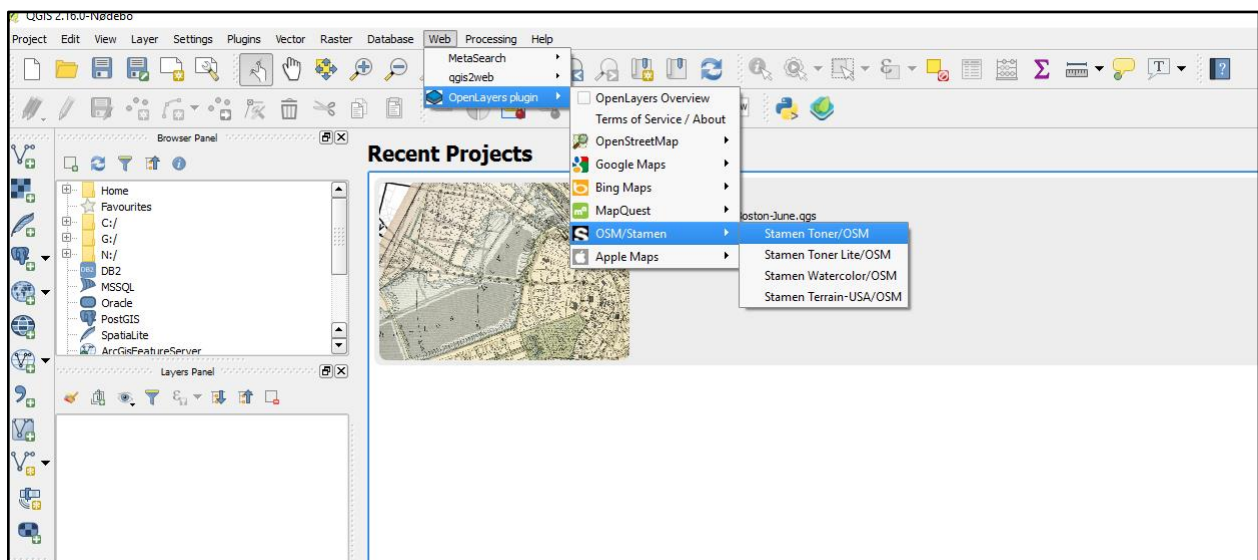 QGIS 2.16.0-Nødebo
Project Edit View Layer Settings Plugins Vector Raster Database Web Processing Help
MetaSearch
qgis2web
OpenLayers plugin
OpenLayers Overview
Terms of Service / About
OpenStreetMap
Google Maps
Bing Maps
MapQuest
OSM/Stamen
Apple Maps
Stamen Toner/OSM
Stamen Toner Lite/OSM
Stamen Watercolor/OSM
Stamen Terrain-USA/OSM
Browser Panel
Home
Favourites
C:/
G:/
N:/
DB2
MSSQL
Oracle
PostGIS
SpatiaLite
ArcGisFeatureServer
Layers Panel
Recent Projects
oston-June.qgs